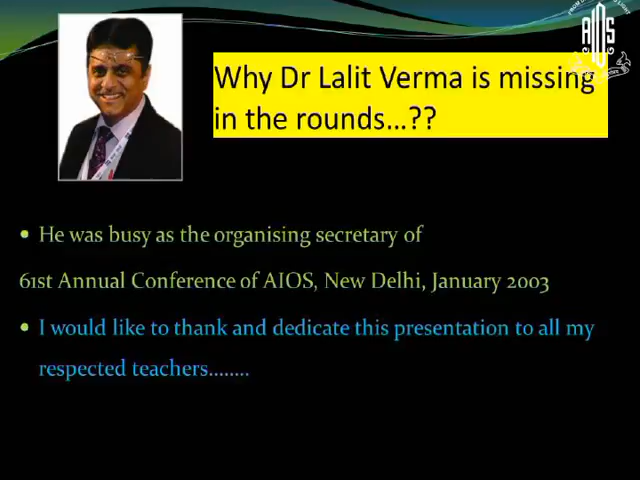 AIOS
Why Dr Lalit Verma is missing
in the rounds...??
He was busy as the organising secretary of
61st Annual Conference of AIOS, New Delhi, January 2003
I would like to thank and dedicate this presentation to all my
respected teachers........